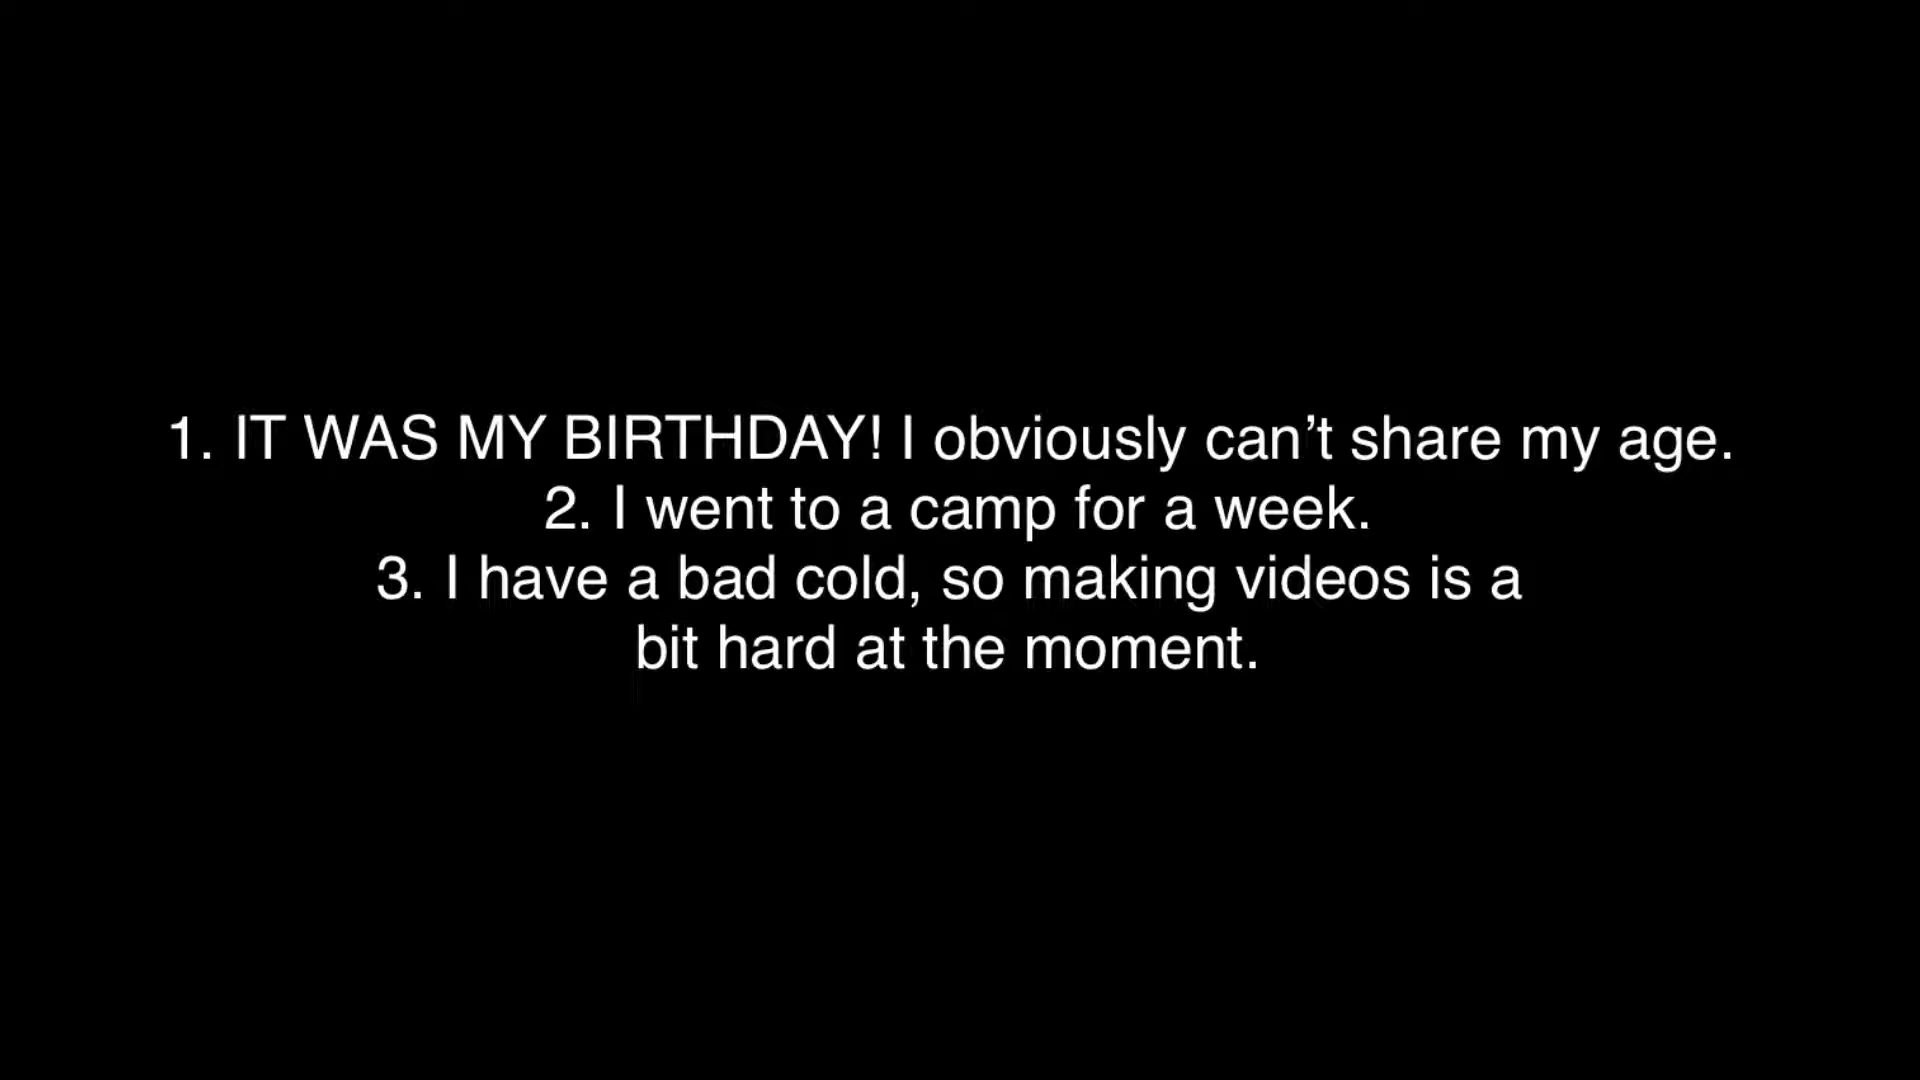 1. IT WAS MY BIRTHDAY! I obviously can’t share my age.
2. I went to a camp for a week.
3. I have a bad cold, so making videos is a
bit hard at the moment.